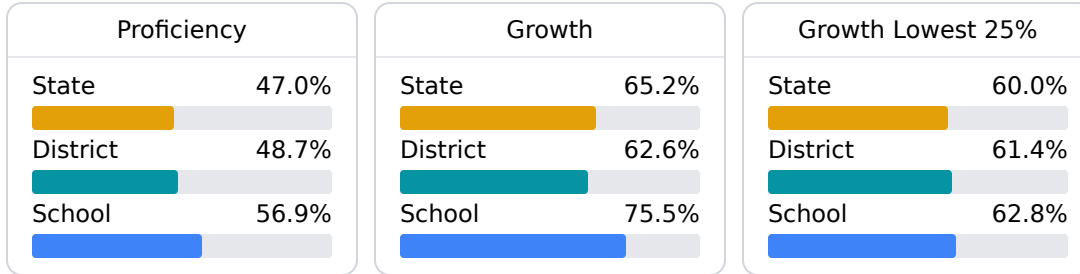 Proficiency
State 47.0%
District 48.7%
School 56.9%
Growth
State 65.2%
District 62.6%
School 75.5%
Growth Lowest 25%
State 60.0%
District 61.4%
School 62.8%